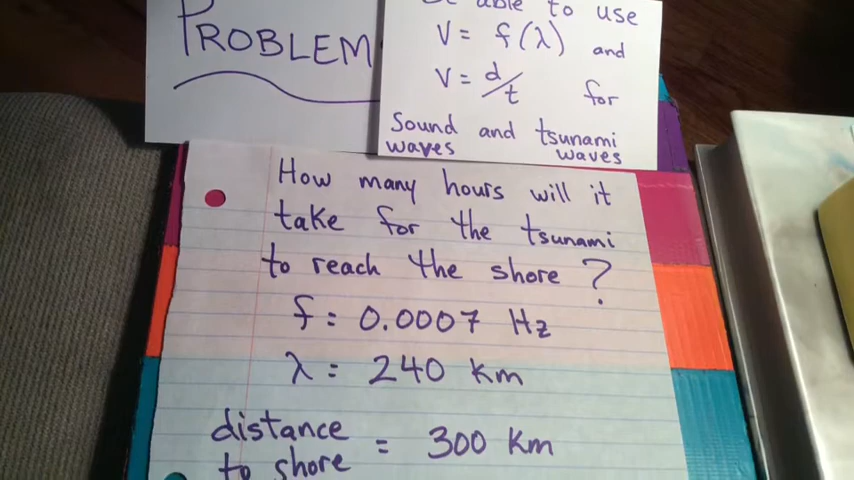 PROBLEM
able to use
V = f(λ) and
V = d/t for
Sound and tsunami
waves waves
How many hours will it
take for the tsunami
to reach the shore?
f = 0.0007 Hz
λ = 240 km
distance
to shore = 300 km